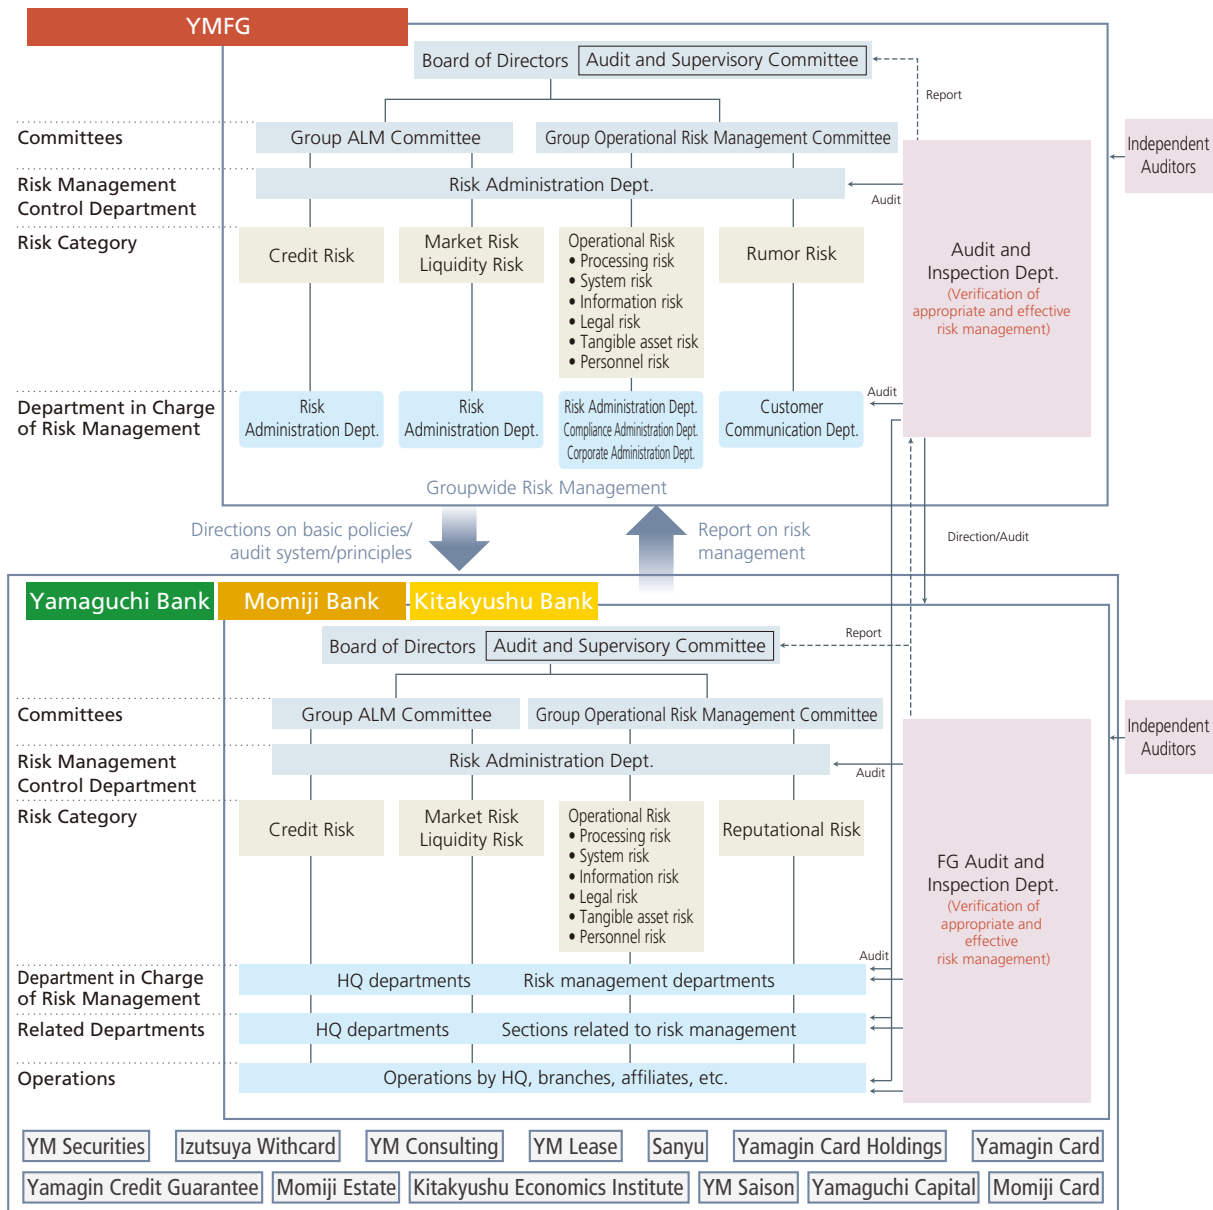 YMFG
Board of Directors
Audit and Supervisory Committee
Report
Committees
Group ALM Committee
Group Operational Risk Management Committee
Independent
Auditors
Risk Management
Control Department
Risk Administration Dept.
Audit
Risk Category
Credit Risk
Market Risk
Liquidity Risk
Operational Risk
• Processing risk
• System risk
• Information risk
• Legal risk
• Tangible asset risk
• Personnel risk
Rumor Risk
Audit and
Inspection Dept.
(Verification of
appropriate and effective
risk management)
Department in Charge
of Risk Management
Risk
Administration Dept.
Risk
Administration Dept.
Risk Administration Dept.
Compliance Administration Dept.
Corporate Administration Dept.
Customer
Communication Dept.
Audit
Groupwide Risk Management
Directions on basic policies/
audit system/principles
Report on risk
management
Direction/Audit
Yamaguchi Bank
Momiji Bank
Kitakyushu Bank
Board of Directors
Audit and Supervisory Committee
Report
Committees
Group ALM Committee
Group Operational Risk Management Committee
Independent
Auditors
Risk Management
Control Department
Risk Administration Dept.
Audit
Risk Category
Credit Risk
Market Risk
Liquidity Risk
Operational Risk
• Processing risk
• System risk
• Information risk
• Legal risk
• Tangible asset risk
• Personnel risk
Reputational Risk
FG Audit and
Inspection Dept.
(Verification of
appropriate and
effective
risk management)
Audit
Department in Charge
of Risk Management
HQ departments
Risk management departments
Related Departments
HQ departments
Sections related to risk management
Operations
Operations by HQ, branches, affiliates, etc.
YM Securities
Izutsuya Withcard
YM Consulting
YM Lease
Sanyu
Yamagin Card Holdings
Yamagin Card
Yamagin Credit Guarantee
Momiji Estate
Kitakyushu Economics Institute
YM Saison
Yamaguchi Capital
Momiji Card